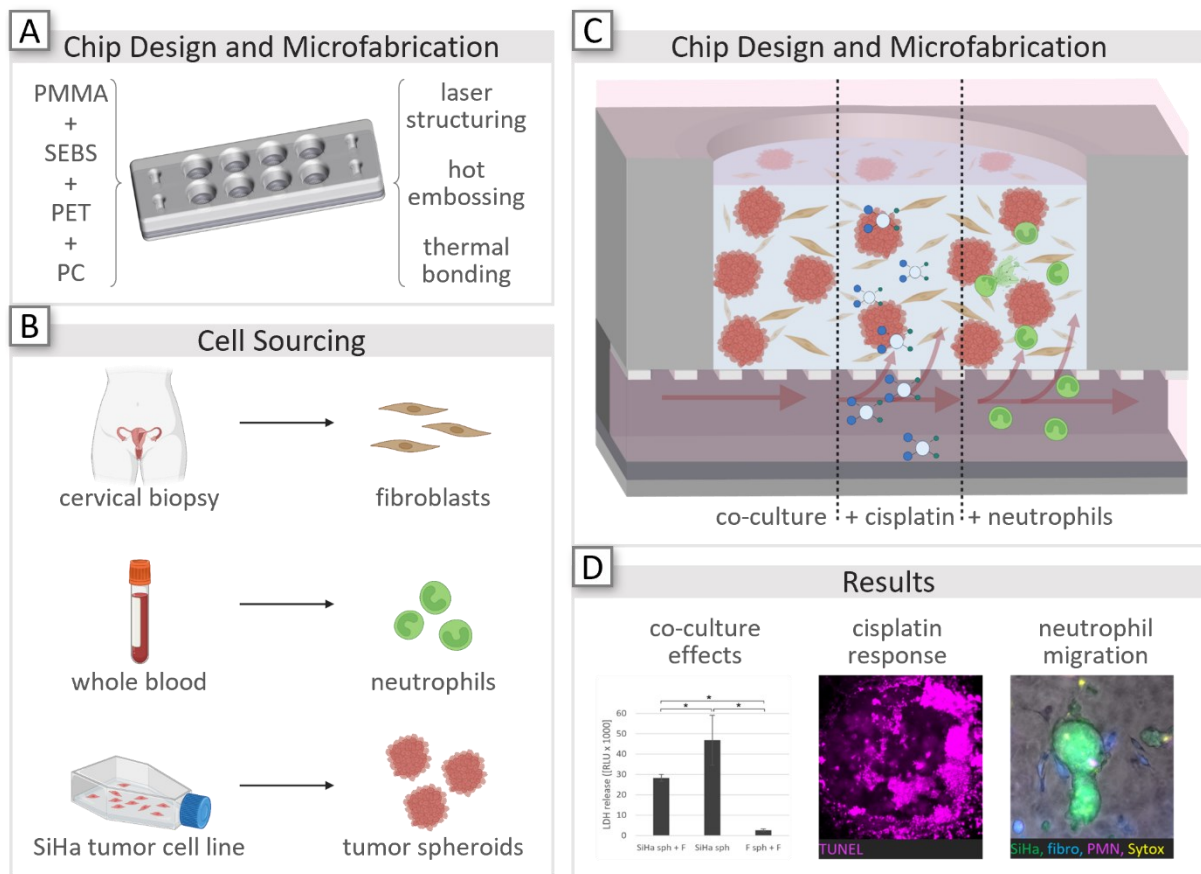 A
Chip Design and Microfabrication
PMMA
+
SEBS
+
PET
+
PC
laser
structuring
hot
embossing
thermal
bonding
B
Cell Sourcing
cervical biopsy
fibroblasts
whole blood
neutrophils
SiHa tumor cell line
tumor spheroids
C
Chip Design and Microfabrication
co-culture
+ cisplatin
+ neutrophils
D
Results
co-culture
effects
*
* *
LDH release ([RLU x 1000]
60
50
40
30
20
10
0
SiHa sph + F
SiHa sph
F sph + F
cisplatin
response
TUNEL
neutrophil
migration
SiHa, fibro, PMN, Sytox